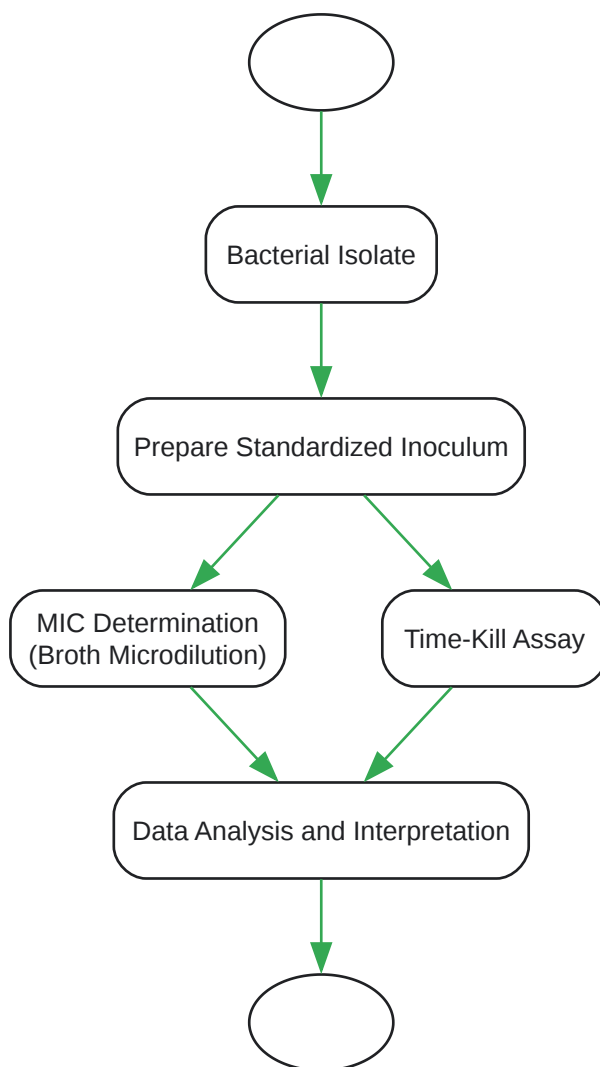 Bacterial Isolate
Prepare Standardized Inoculum
MIC Determination
(Broth Microdilution)
Time-Kill Assay
Data Analysis and Interpretation